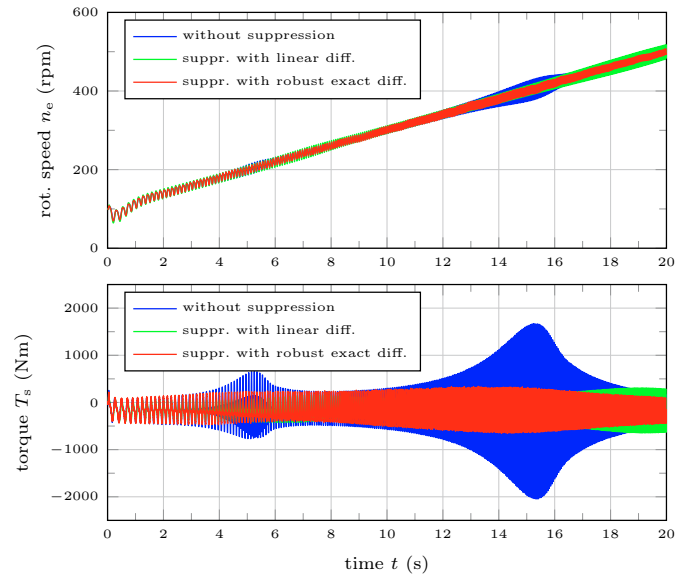 600
400
200
0
rot. speed nₑ (rpm)
without suppression
suppr. with linear diff.
suppr. with robust exact diff.
0 2 4 6 8 10 12 14 16 18 20
2000
1000
0
−1000
−2000
torque Tₛ (Nm)
without suppression
suppr. with linear diff.
suppr. with robust exact diff.
0 2 4 6 8 10 12 14 16 18 20
time t (s)